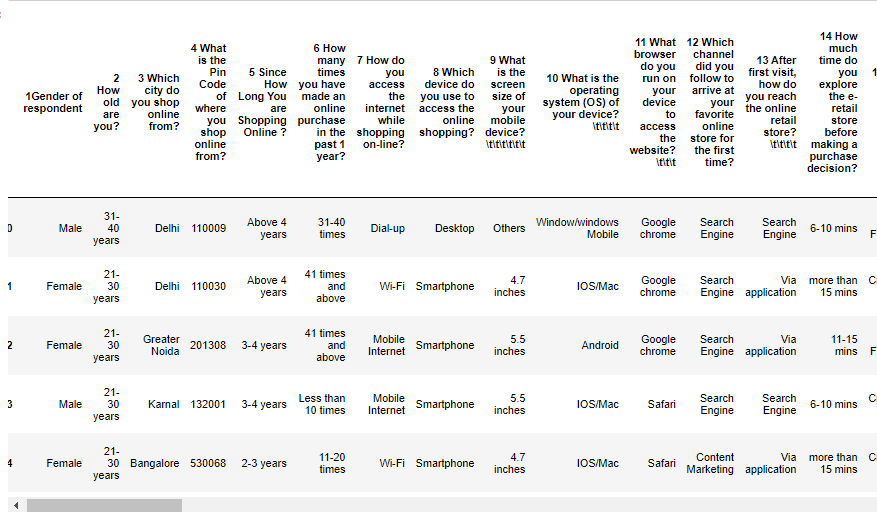 1Gender of respondent 2 How old are you? 3 Which city do you shop online from? 4 What is the Pin Code of where you shop online from? 5 Since How Long You are Shopping Online ? 6 How many times you have made an online purchase in the past 1 year? 7 How do you access the internet while shopping on-line? 8 Which device do you use to access the online shopping? 9 What is the screen size of your mobile device? \t\t\t\t\t\t 10 What is the operating system (OS) of your device? \t\t\t\t 11 What browser do you run on your device to access the website? \t\t\t 12 Which channel did you follow to arrive at your favorite online store for the first time? 13 After first visit, how do you reach the online retail store? \t\t\t\t 14 How much time do you explore the e- retail store before making a purchase decision? 1
0 Male 31-40 years Delhi 110009 Above 4 years 31-40 times Dial-up Desktop Others Window/windows Mobile Google chrome Search Engine Search Engine 6-10 mins F
1 Female 21-30 years Delhi 110030 Above 4 years 41 times and above Wi-Fi Smartphone 4.7 inches IOS/Mac Google chrome Search Engine Via application more than 15 mins
2 Female 21-30 years Greater Noida 201308 3-4 years 41 times and above Mobile Internet Smartphone 5.5 inches Android Google chrome Search Engine Via application 11-15 mins F
3 Male 21-30 years Karnal 132001 3-4 years Less than 10 times Mobile Internet Smartphone 5.5 inches IOS/Mac Safari Search Engine Search Engine 6-10 mins
4 Female 21-30 years Bangalore 530068 2-3 years 11-20 times Wi-Fi Smartphone 4.7 inches IOS/Mac Safari Content Marketing Via application more than 15 mins